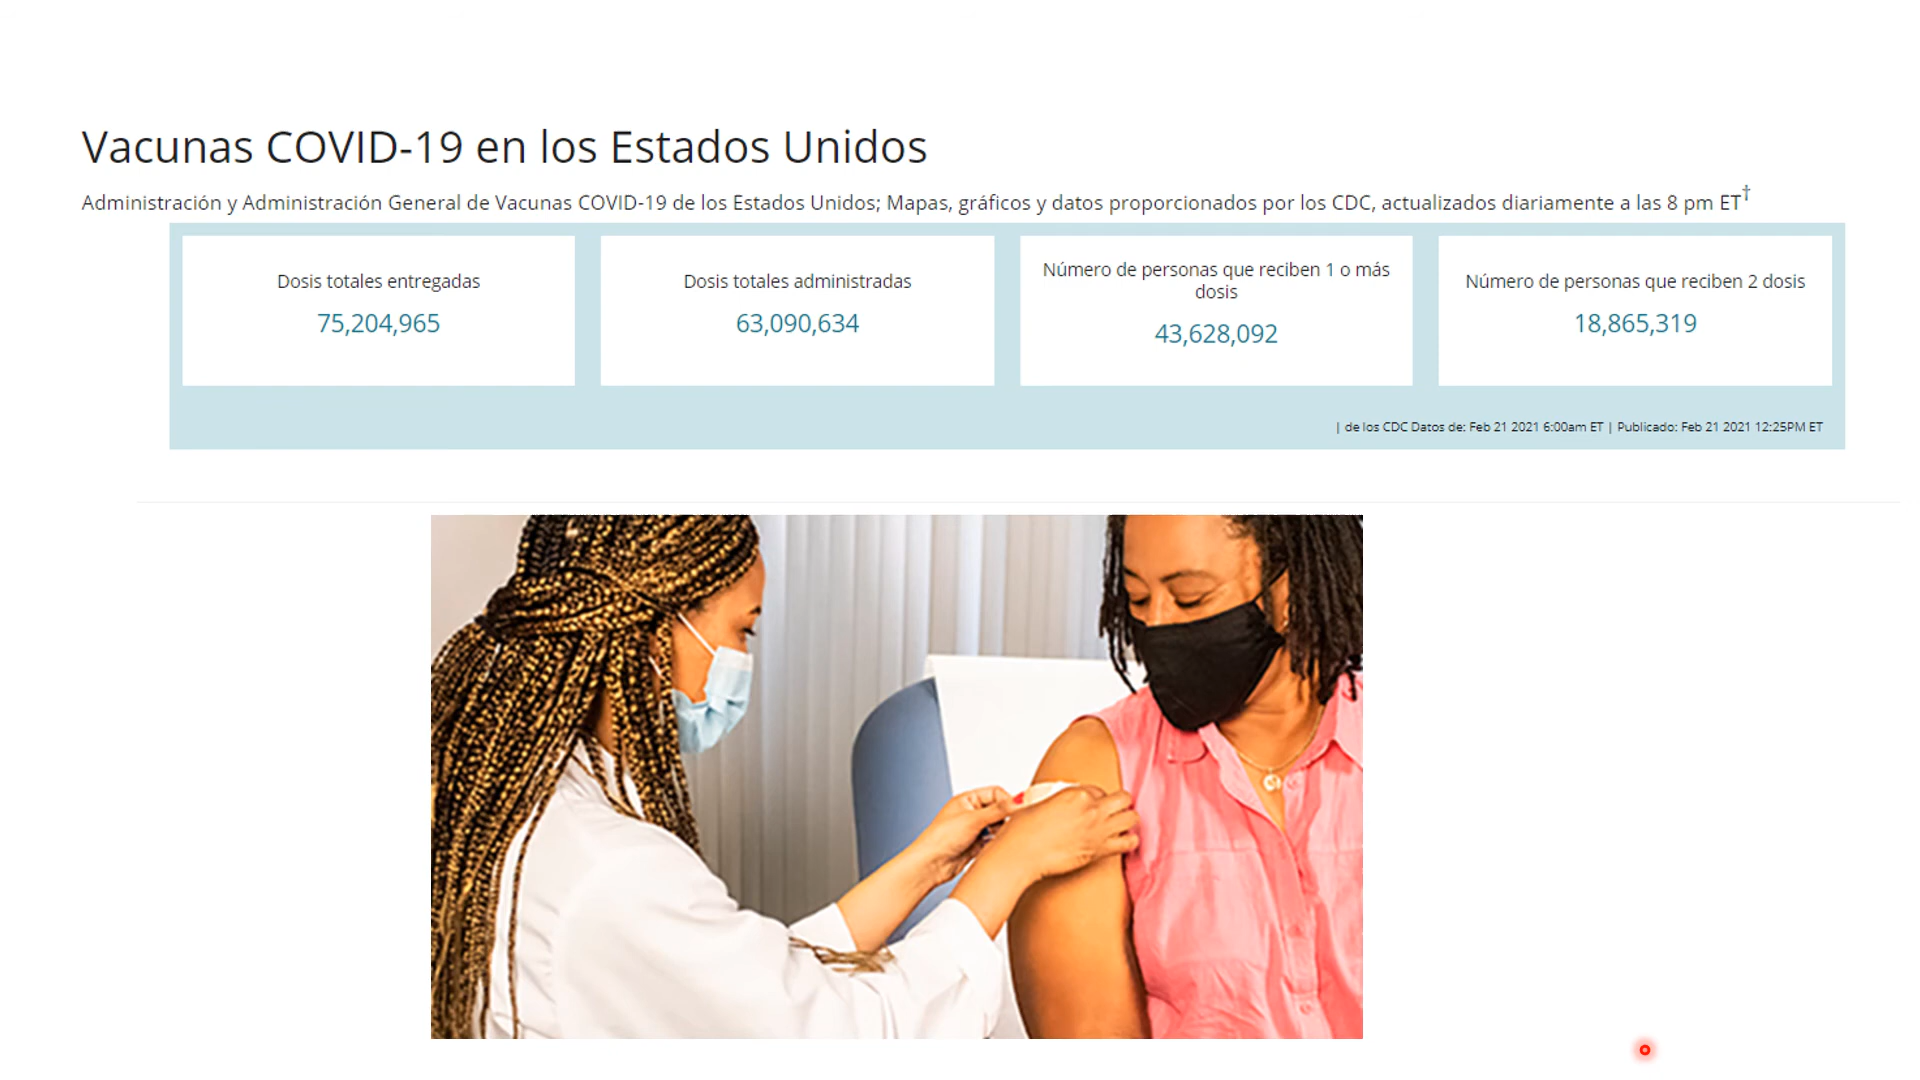 Vacunas COVID-19 en los Estados Unidos
Administración y Administración General de Vacunas COVID-19 de los Estados Unidos; Mapas, gráficos y datos proporcionados por los CDC, actualizados diariamente a las 8 pm ET†
Dosis totales entregadas
75,204,965
Dosis totales administradas
63,090,634
Número de personas que reciben 1 o más
dosis
43,628,092
Número de personas que reciben 2 dosis
18,865,319
| de los CDC Datos de: Feb 21 2021 6:00am ET | Publicado: Feb 21 2021 12:25PM ET